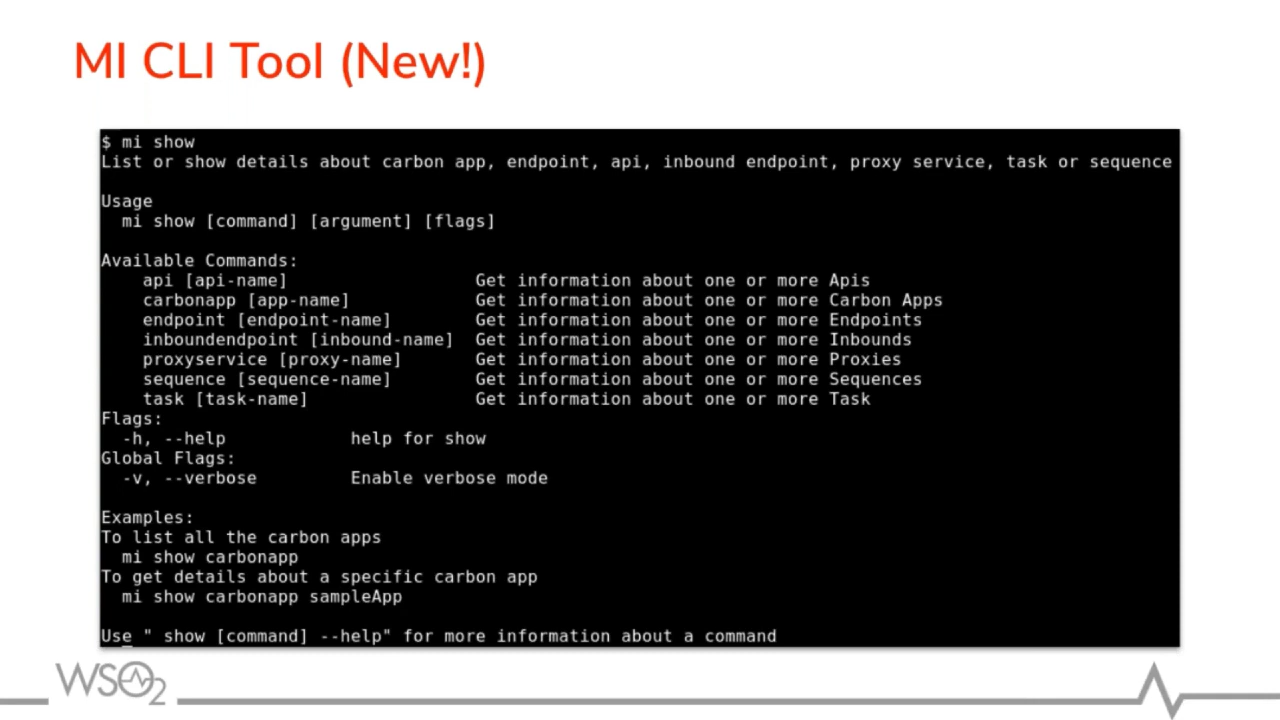 MI CLI Tool (New!)
$ mi show
List or show details about carbon app, endpoint, api, inbound endpoint, proxy service, task or sequence
Usage
mi show [command] [argument] [flags]
Available Commands:
api [api-name] Get information about one or more Apis
carbonapp [app-name] Get information about one or more Carbon Apps
endpoint [endpoint-name] Get information about one or more Endpoints
inboundendpoint [inbound-name] Get information about one or more Inbounds
proxyservice [proxy-name] Get information about one or more Proxies
sequence [sequence-name] Get information about one or more Sequences
task [task-name] Get information about one or more Task
Flags:
-h, --help help for show
Global Flags:
-v, --verbose Enable verbose mode
Examples:
To list all the carbon apps
mi show carbonapp
To get details about a specific carbon app
mi show carbonapp sampleApp
Use " show [command] --help" for more information about a command
WSO2